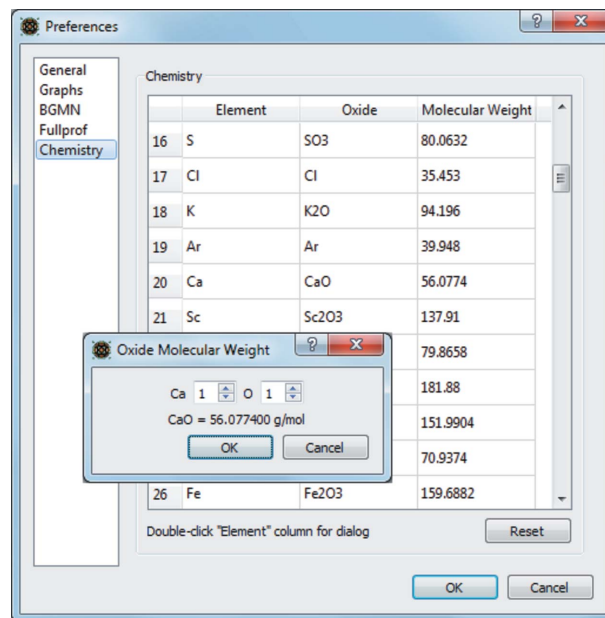 Preferences
General
Graphs
BGMN
Fullprof
Chemistry
Chemistry
Element Oxide Molecular Weight
16 S SO3 80.0632
17 Cl Cl 35.453
18 K K2O 94.196
19 Ar Ar 39.948
20 Ca CaO 56.0774
21 Sc Sc2O3 137.91
79.8658
181.88
151.9904
70.9374
26 Fe Fe2O3 159.6882
Oxide Molecular Weight
Ca 1 O 1
CaO = 56.077400 g/mol
OK Cancel
Double-click "Element" column for dialog Reset
OK Cancel